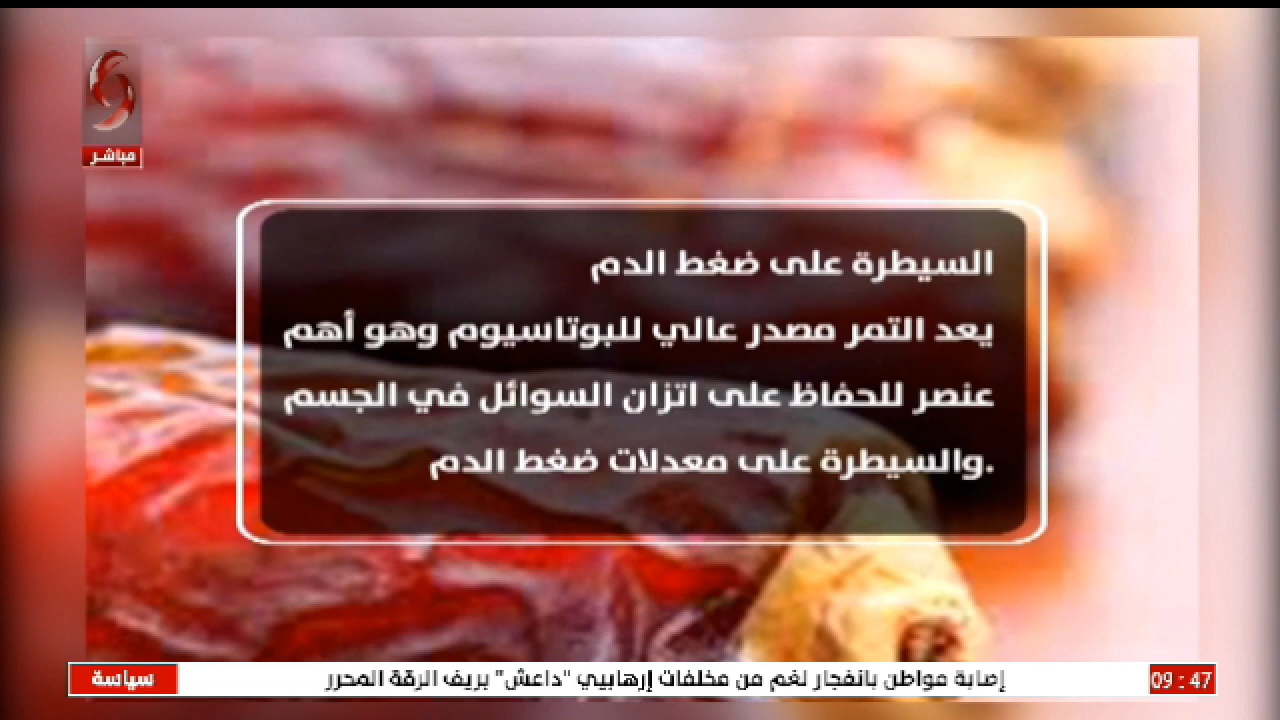 مباشر
السيطرة على ضغط الدم
يعد التمر مصدر عالي للبوتاسيوم وهو أهم
عنصر للحفاظ على اتزان السوائل في الجسم
.والسيطرة على معدلات ضغط الدم
سياسة
إصابة مواطن بانفجار لغم من مخلفات إرهابيي "داعش" بريف الرقة المحرر
09 : 47